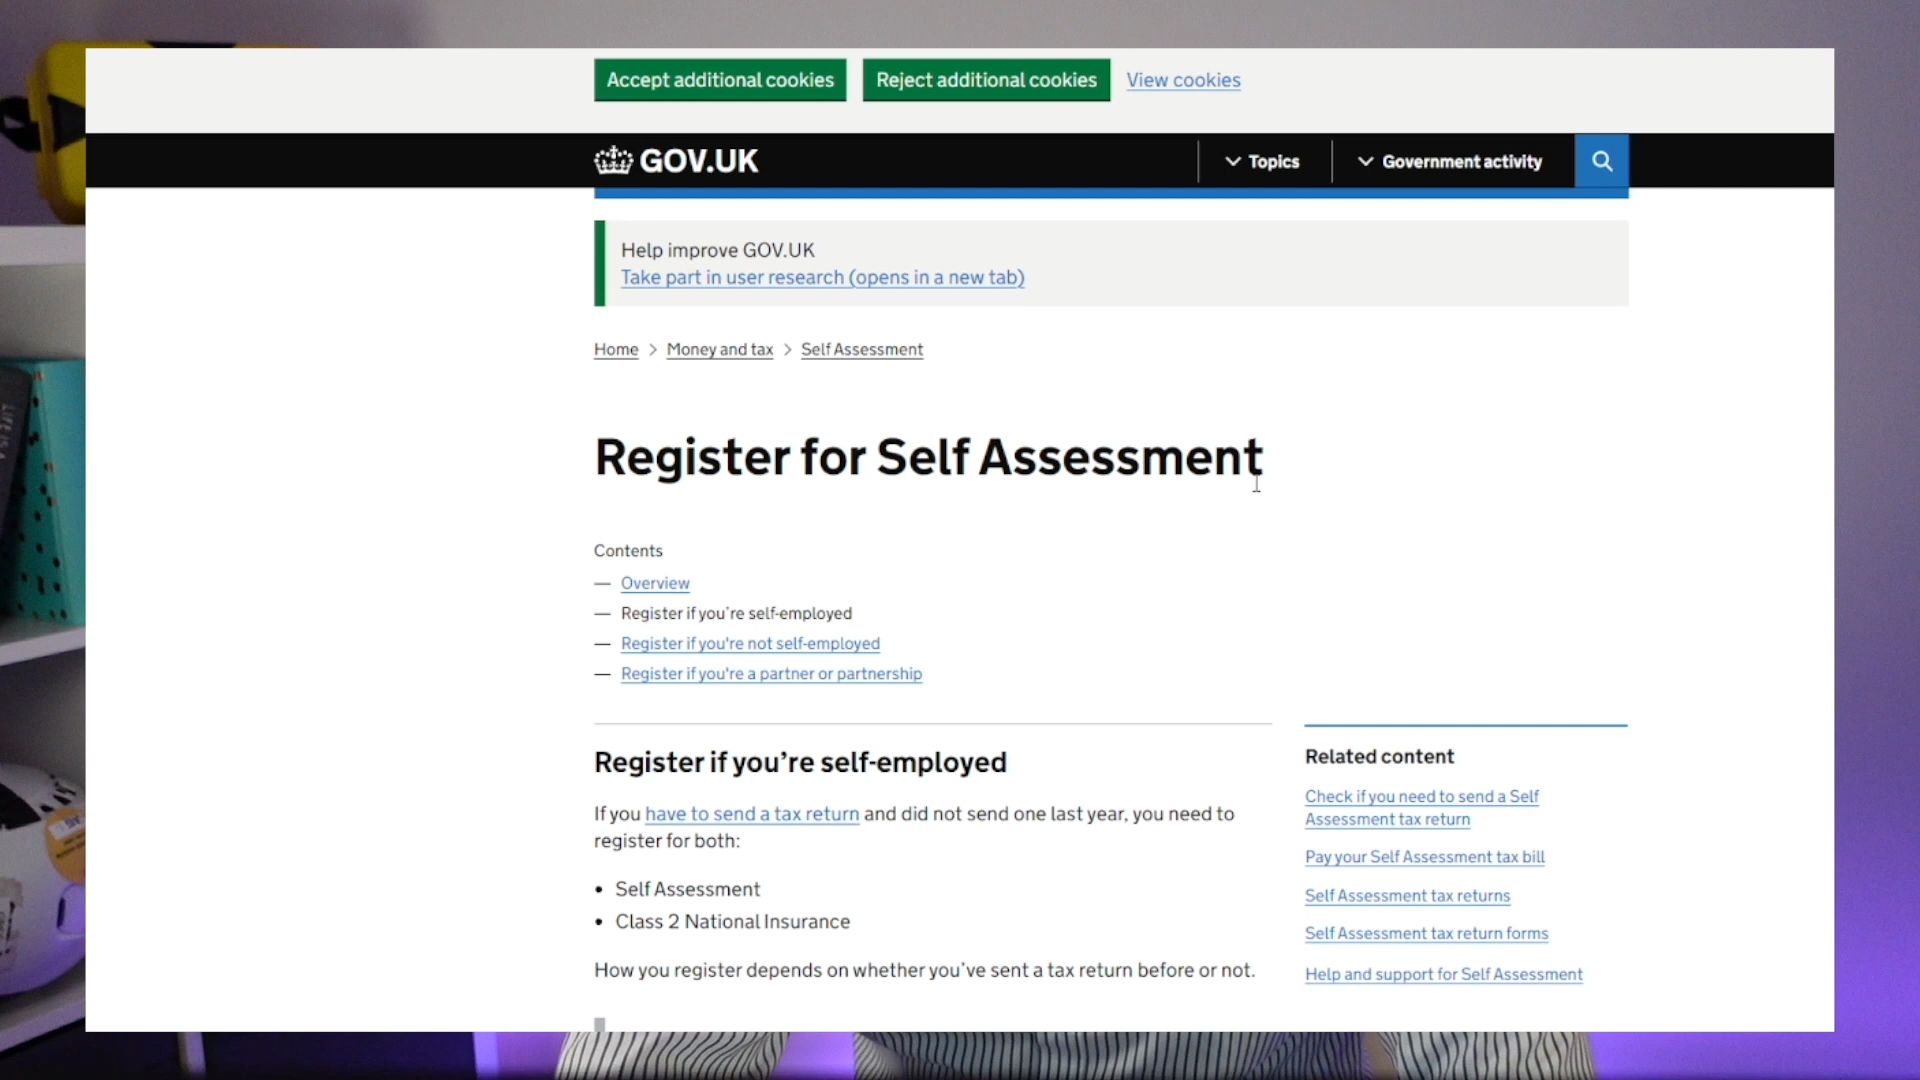 Accept additional cookies Reject additional cookies View cookies
GOV.UK Topics Government activity
Help improve GOV.UK
Take part in user research (opens in a new tab)
Home > Money and tax > Self Assessment
Register for Self Assessment
Contents
— Overview
— Register if you're self-employed
— Register if you're not self-employed
— Register if you're a partner or partnership
Register if you’re self-employed
If you have to send a tax return and did not send one last year, you need to
register for both:
• Self Assessment
• Class 2 National Insurance
How you register depends on whether you’ve sent a tax return before or not.
Related content
Check if you need to send a Self
Assessment tax return
Pay your Self Assessment tax bill
Self Assessment tax returns
Self Assessment tax return forms
Help and support for Self Assessment